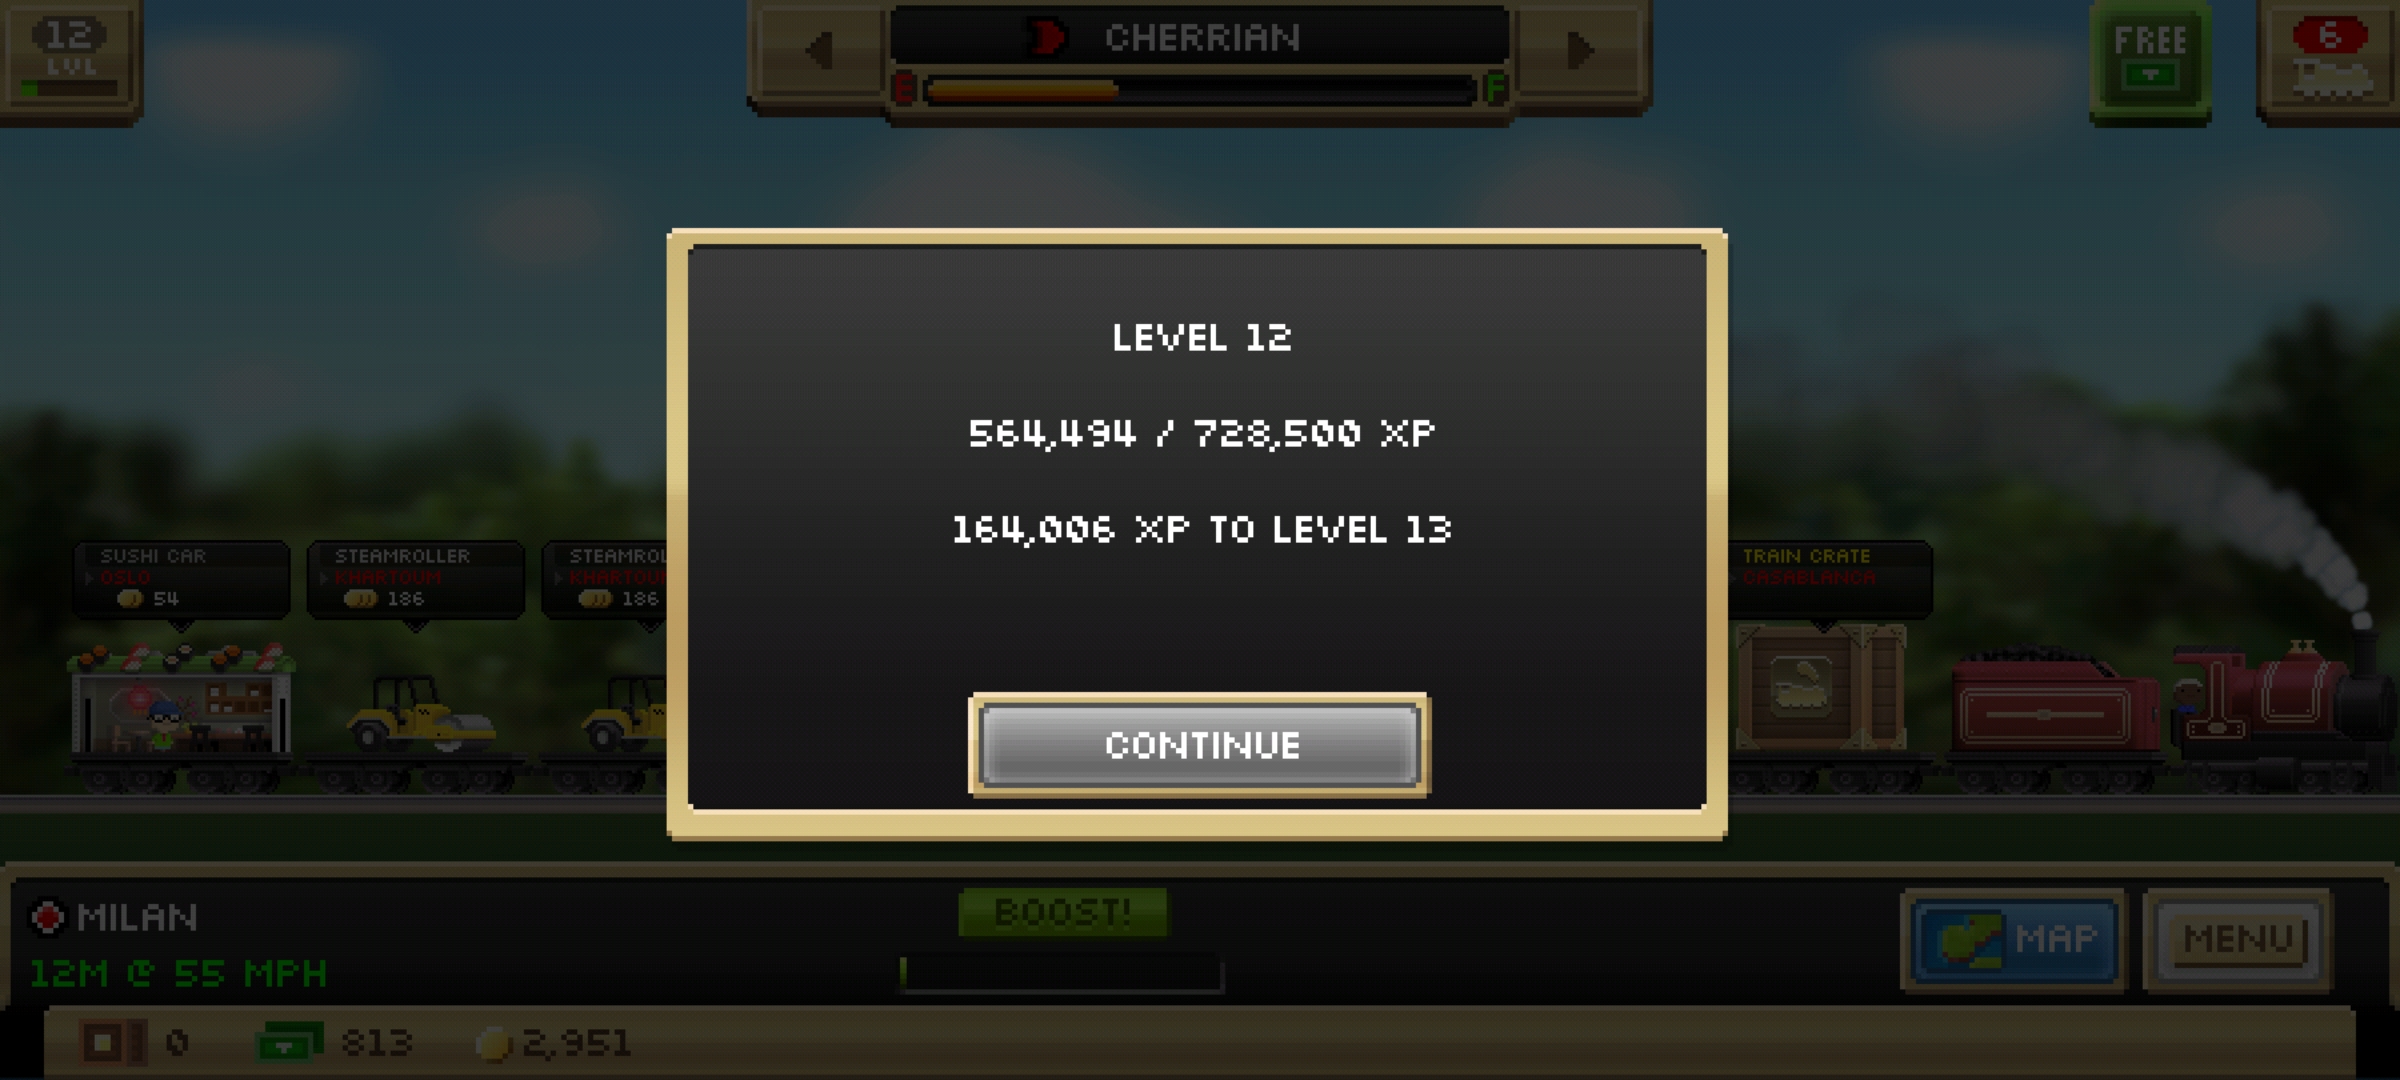 12
LVL
CHERRIAN
E
F
FREE
6
LEVEL 12
564,494 / 728,500 XP
164,006 XP TO LEVEL 13
CONTINUE
SUSHI CAR
OSLO
54
STEAMROLLER
KHARTOUM
186
STEAMROL
KHARTOU
186
TRAIN CRATE
CASABLANCA
MILAN
12M @ 55 MPH
BOOST!
MAP
MENU
0
813
2,951